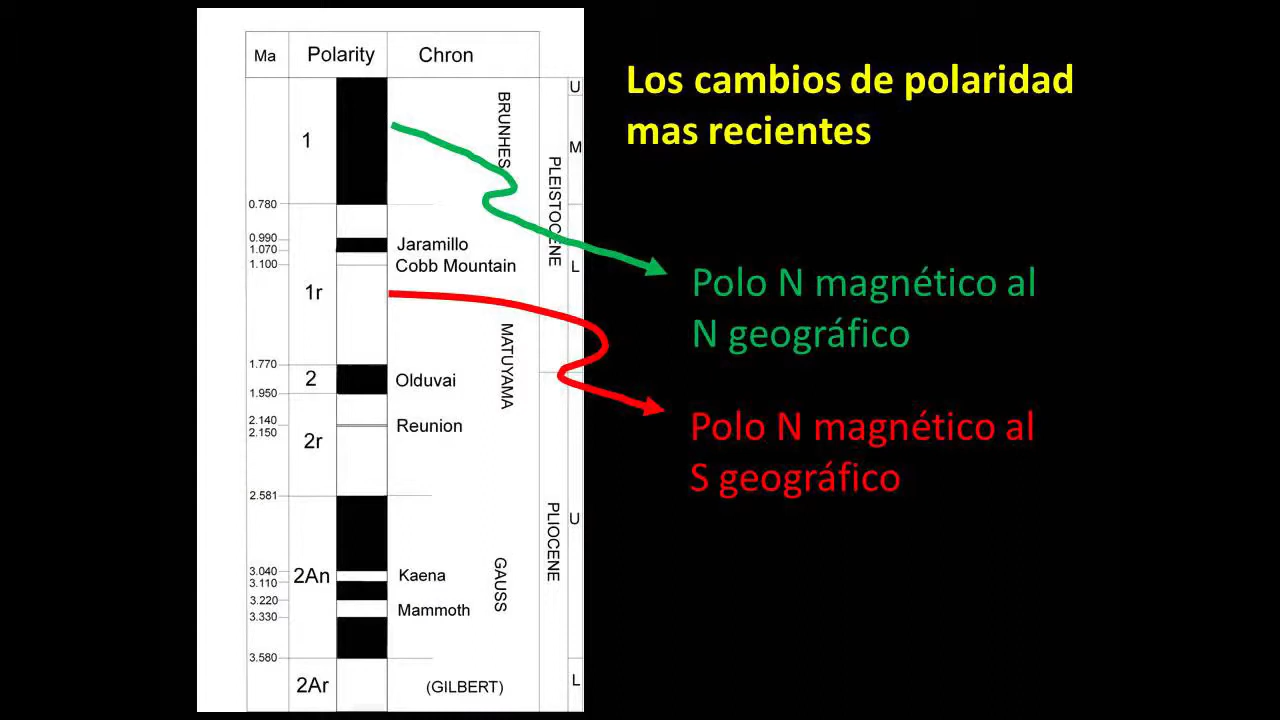 Ma Polarity Chron
Los cambios de polaridad
mas recientes
U
BRUNHES
1
M
PLEISTOCENE
0.780
0.990
1.070
Jaramillo
1.100
Cobb Mountain
L
Polo N magnético al
N geográfico
1r
MATUYAMA
1.770
2
Olduvai
1.950
2.140
2.150
Reunion
2r
Polo N magnético al
S geográfico
2.581
U
PLIOCENE
GAUSS
3.040
2An
Kaena
3.110
3.220
Mammoth
3.330
3.580
2Ar
(GILBERT)
L